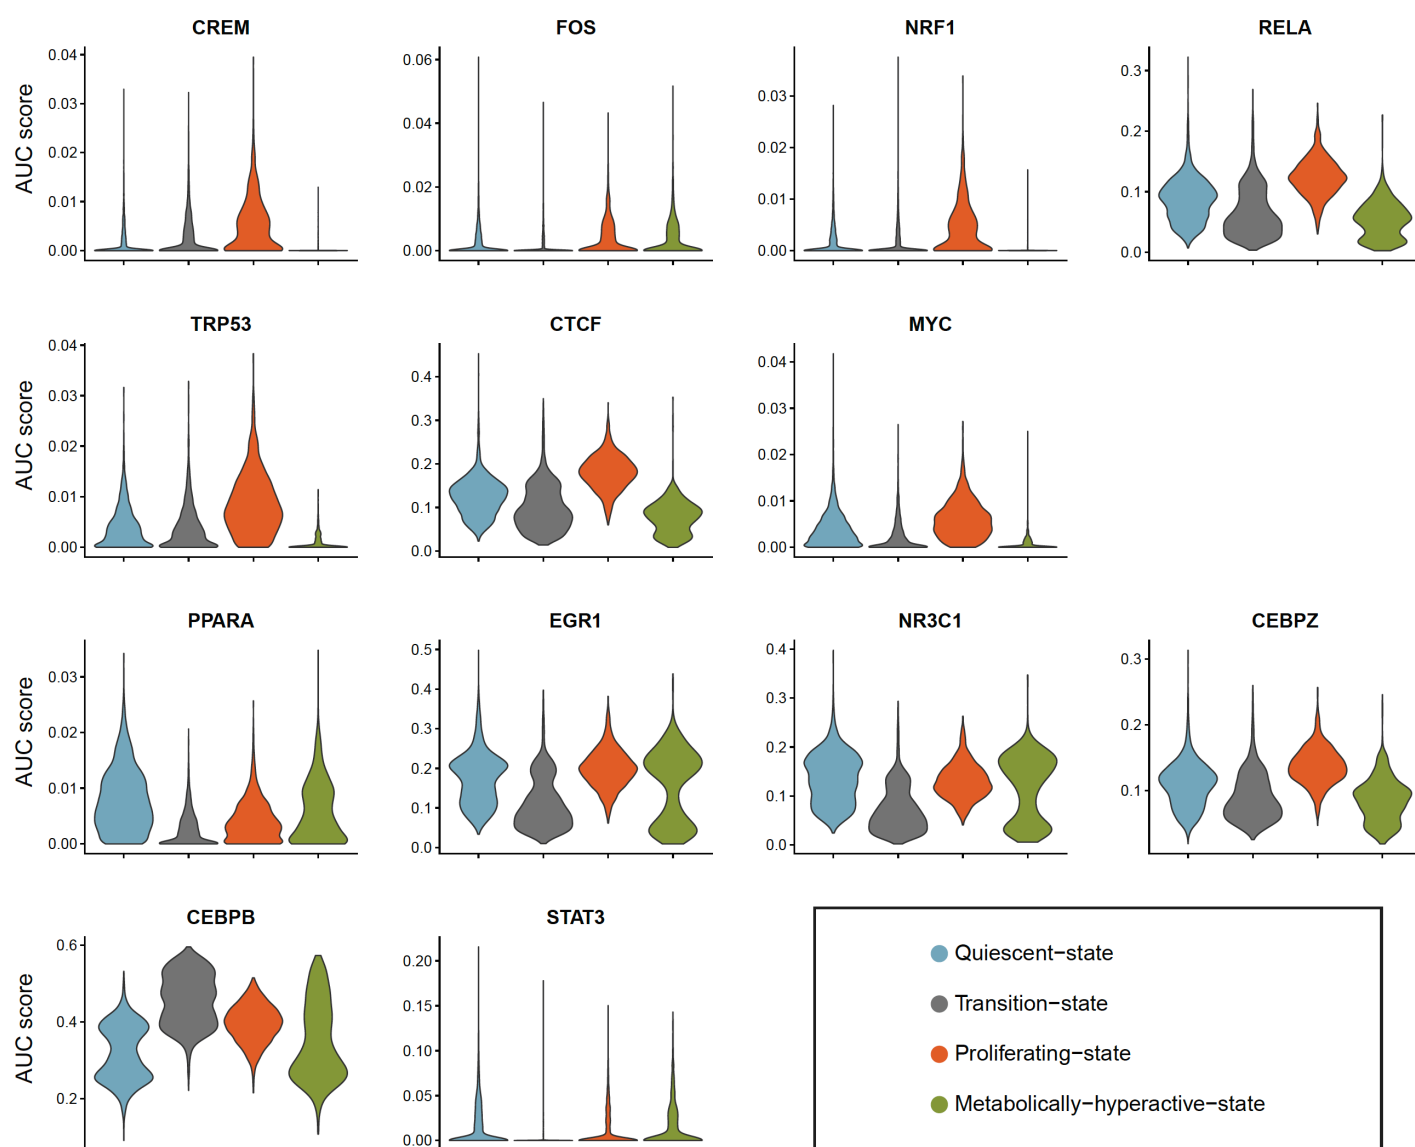 CREM
FOS
NRF1
RELA
AUC score
0.04
0.03
0.02
0.01
0.00
0.06
0.04
0.02
0.00
0.03
0.02
0.01
0.00
0.3
0.2
0.1
0.0
TRP53
CTCF
MYC
AUC score
0.04
0.03
0.02
0.01
0.00
0.4
0.3
0.2
0.1
0.0
0.04
0.03
0.02
0.01
0.00
PPARA
EGR1
NR3C1
CEBPZ
AUC score
0.03
0.02
0.01
0.00
0.5
0.4
0.3
0.2
0.1
0.0
0.4
0.3
0.2
0.1
0.0
0.3
0.2
0.1
CEBPB
STAT3
AUC score
0.6
0.4
0.2
0.20
0.15
0.10
0.05
0.00
Quiescent−state
Transition−state
Proliferating−state
Metabolically−hyperactive−state